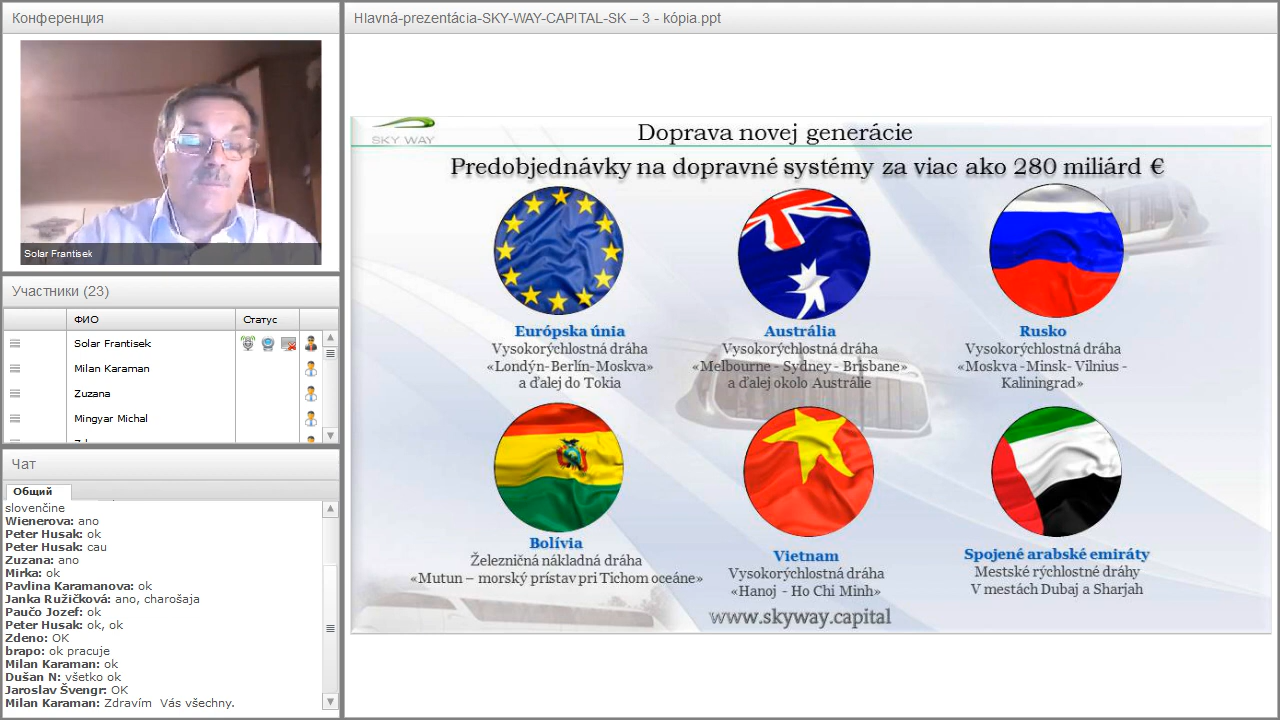 Конференция
Solar Frantisek
Участники (23)
ФИО
Статус
Solar Frantisek
Milan Karaman
Zuzana
Mingyar Michal
Чат
Общий
slovenčine
Wienerova: ano
Peter Husak: ok
Peter Husak: cau
Zuzana: ano
Mirka: ok
Pavlina Karamanova: ok
Janka Ružičková: ano, charošaja
Paučo Jozef: ok
Peter Husak: ok, ok
Zdeno: OK
brapo: ok pracuje
Milan Karaman: ok
Dušan N: všetko ok
Jaroslav Švengr: OK
Milan Karaman: Zdravím Vás všechny.
Hlavná-prezentácia-SKY-WAY-CAPITAL-SK – 3 - kópia.ppt
SKY WAY
Doprava novej generácie
Predobjednávky na dopravné systémy za viac ako 280 miliárd €
Európska únia
Vysokorýchlostná dráha
«Londýn-Berlín-Moskva»
a ďalej do Tokia
Austrália
Vysokorýchlostná dráha
«Melbourne - Sydney - Brisbane»
a ďalej okolo Austrálie
Rusko
Vysokorýchlostná dráha
«Moskva -Minsk- Vilnius -
Kaliningrad»
Bolívia
Železničná nákladná dráha
«Mutun – morský prístav pri Tichom oceáne»
Vietnam
Vysokorýchlostná dráha
«Hanoj - Ho Chi Minh»
Spojené arabské emiráty
Mestské rýchlostné dráhy
V mestách Dubaj a Sharjah
www.skyway.capital